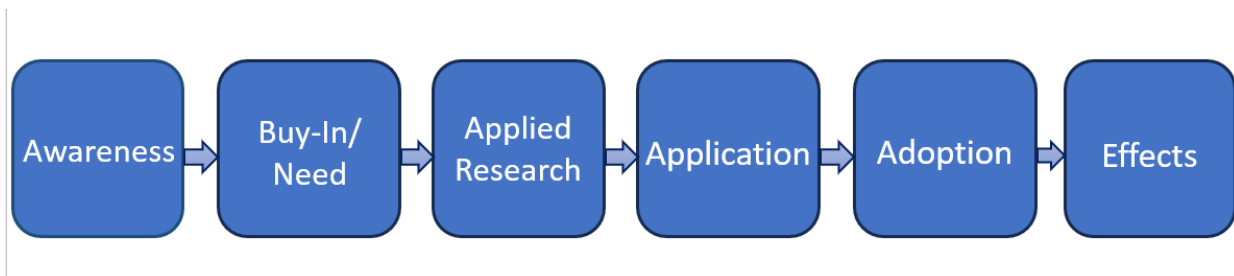 Awareness
Buy-In/
Need
Applied
Research
Application
Adoption
Effects